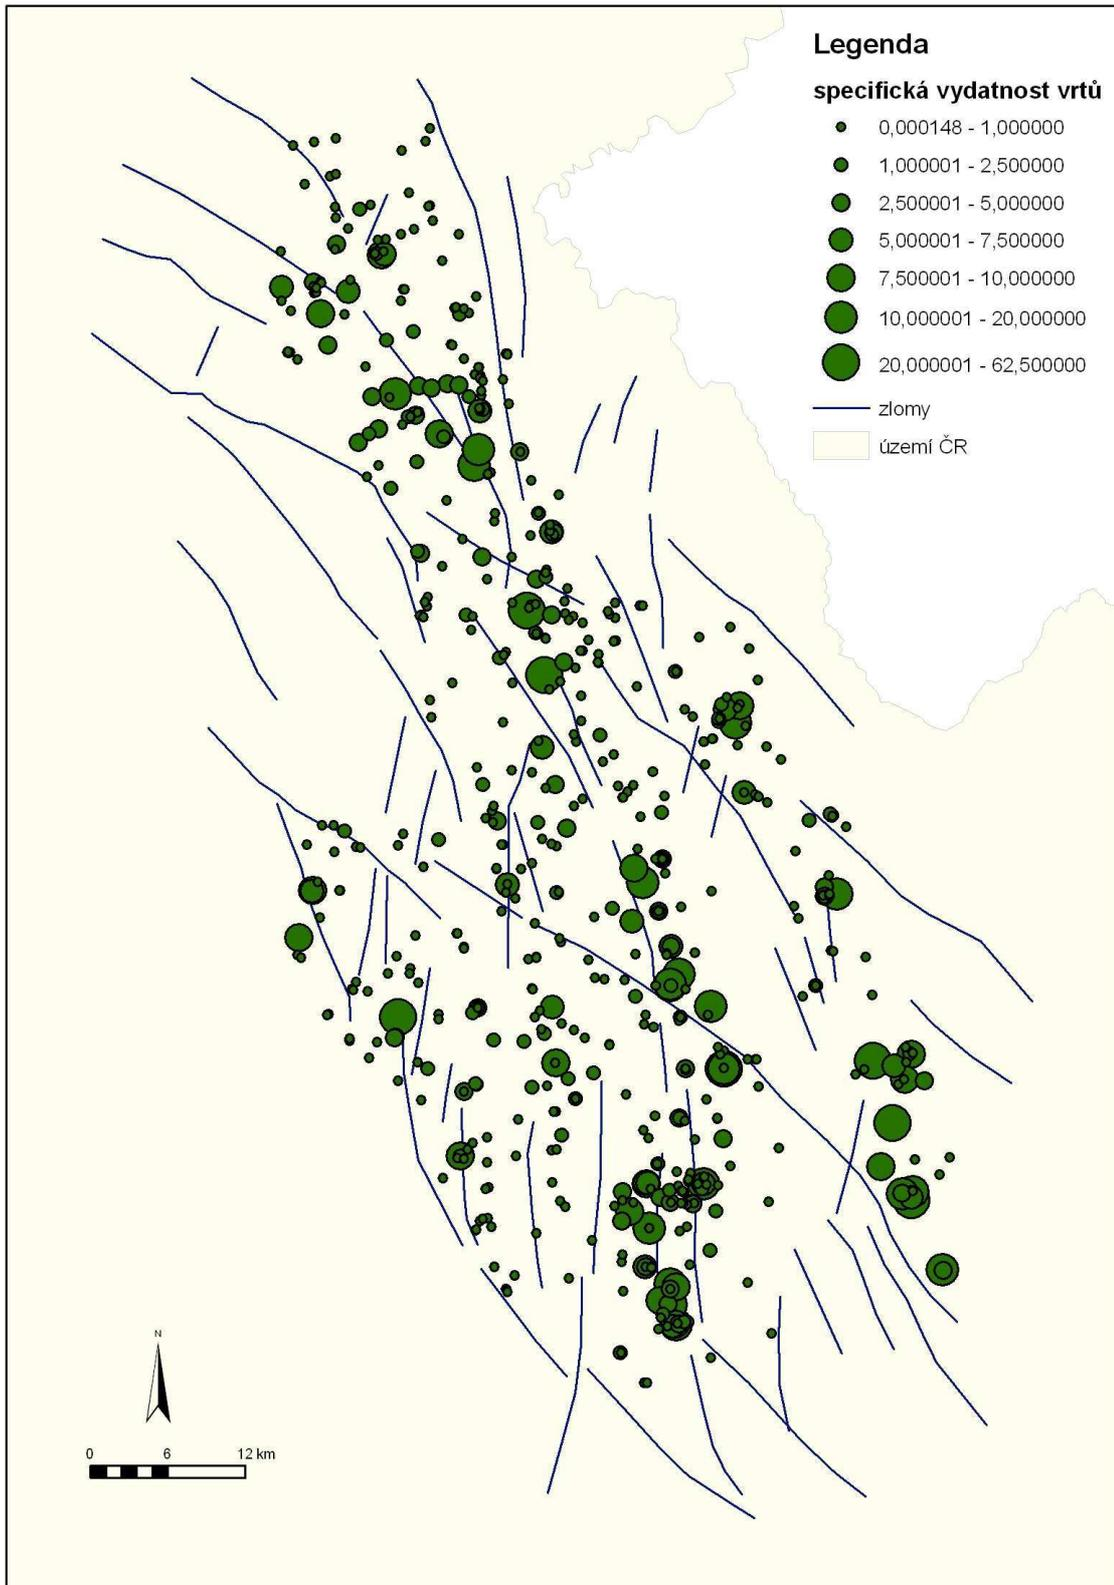 Legenda
specifická vydatnost vrtů
0,000148 - 1,000000
1,000001 - 2,500000
2,500001 - 5,000000
5,000001 - 7,500000
7,500001 - 10,000000
10,000001 - 20,000000
20,000001 - 62,500000
zlomy
území ČR
N
0 6 12 km